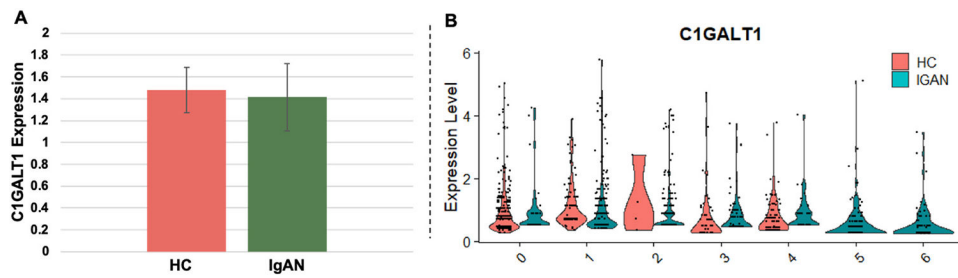 A
C1GALT1 Expression
2
1.8
1.6
1.4
1.2
1
0.8
0.6
0.4
0.2
0
HC
IgAN
B
C1GALT1
Expression Level
6
4
2
0
HC
IGAN
0
1
2
3
4
5
6